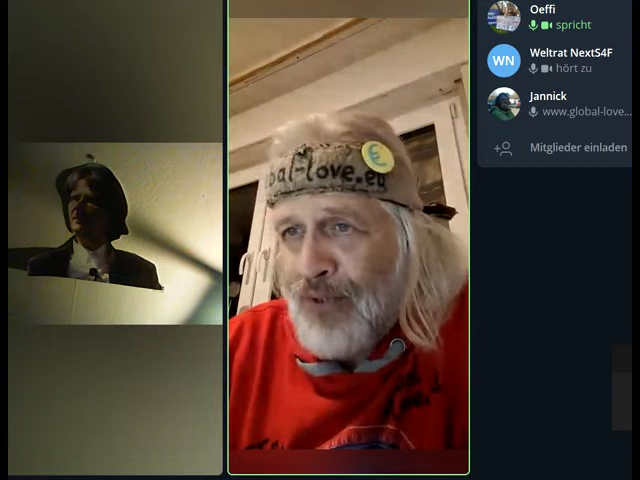 bal-love.eu
€
Oeffi
spricht
WN
Weltrat NextS4F
hört zu
Jannick
www.global-love...
Mitglieder einladen